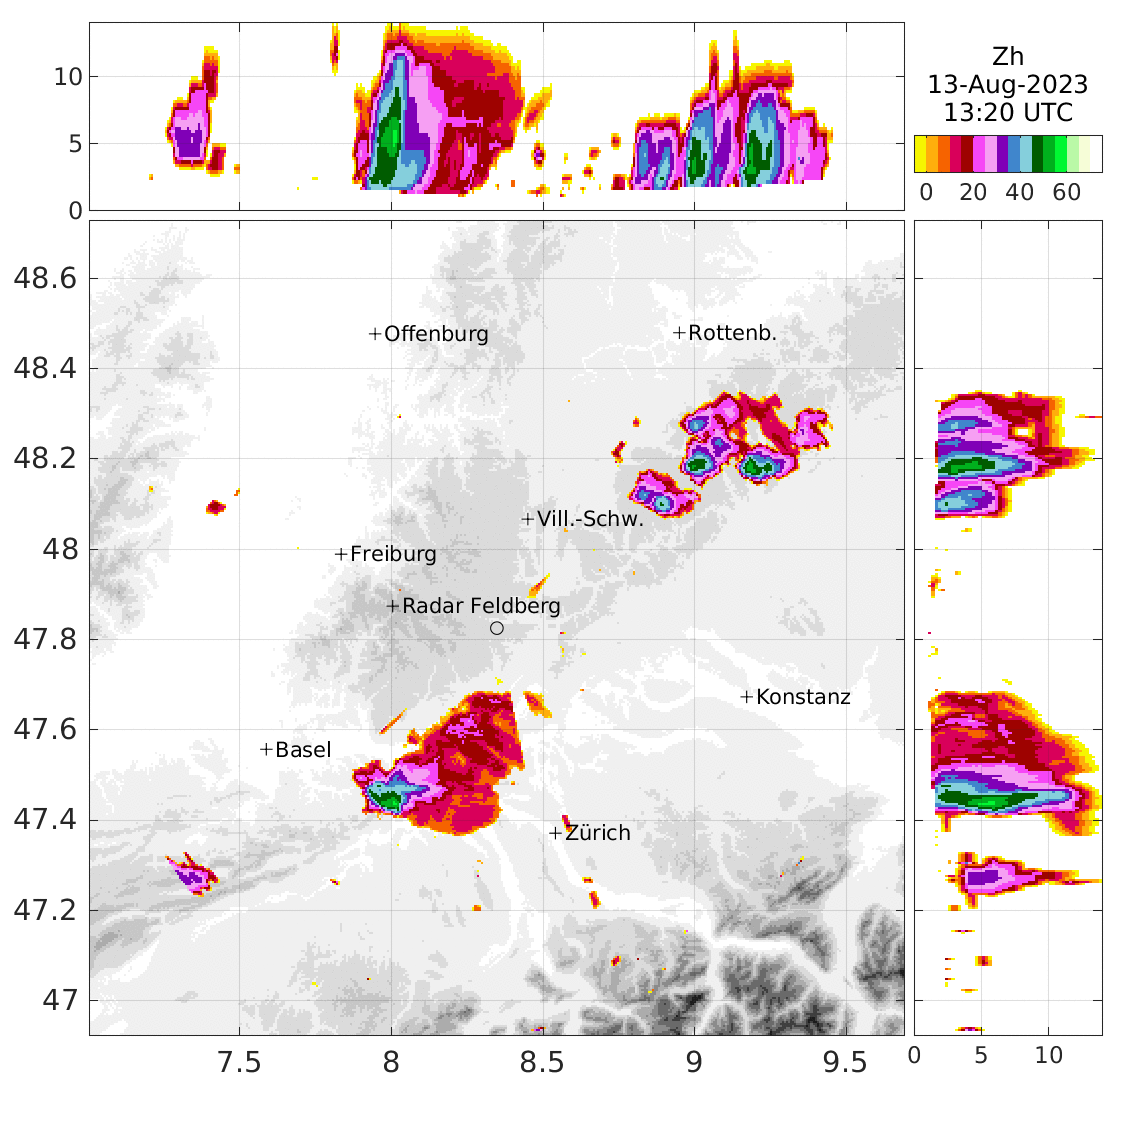 Zh
13-Aug-2023
13:20 UTC
0 20 40 60
10
5
0
48.6
48.4
48.2
48
47.8
47.6
47.4
47.2
47
+Offenburg +Rottenb.
+Vill.-Schw.
+Freiburg
+Radar Feldberg
+Konstanz
+Basel
+Zürich
7.5 8 8.5 9 9.5
0 5 10